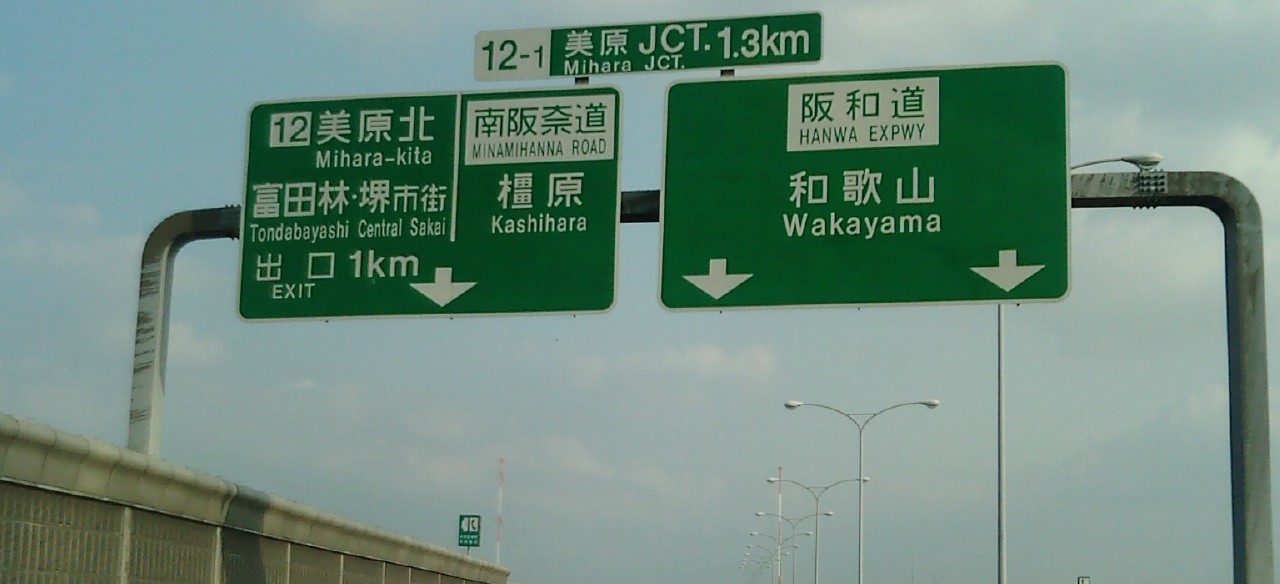 12-1 美原 JCT. 1.3km
Mihara JCT.
12 美原北
Mihara-kita
富田林・堺市街
Tondabayashi Central Sakai
出口 1km
EXIT
南阪奈道
MINAMIHANNA ROAD
橿原
Kashihara
阪和道
HANWA EXPWY
和歌山
Wakayama